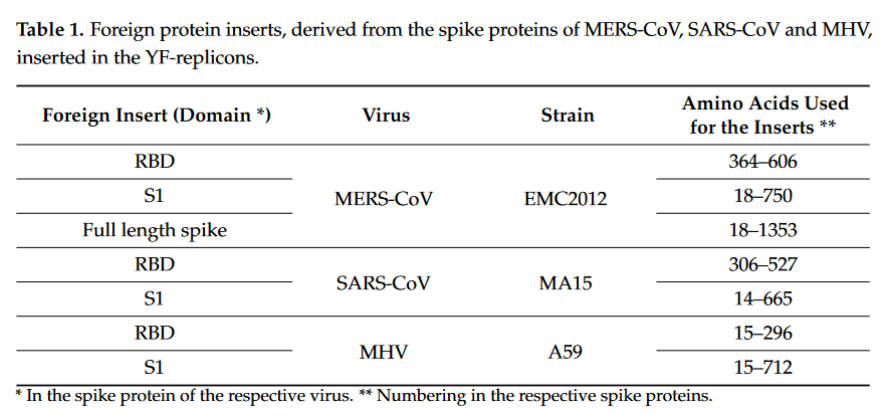 Table 1. Foreign protein inserts, derived from the spike proteins of MERS-CoV, SARS-CoV and MHV,
inserted in the YF-replicons.
Foreign Insert (Domain *) Virus Strain Amino Acids Used for the Inserts **
RBD MERS-CoV EMC2012 364–606
S1 18–750
Full length spike 18–1353
RBD SARS-CoV MA15 306–527
S1 14–665
RBD MHV A59 15–296
S1 15–712
* In the spike protein of the respective virus. ** Numbering in the respective spike proteins.